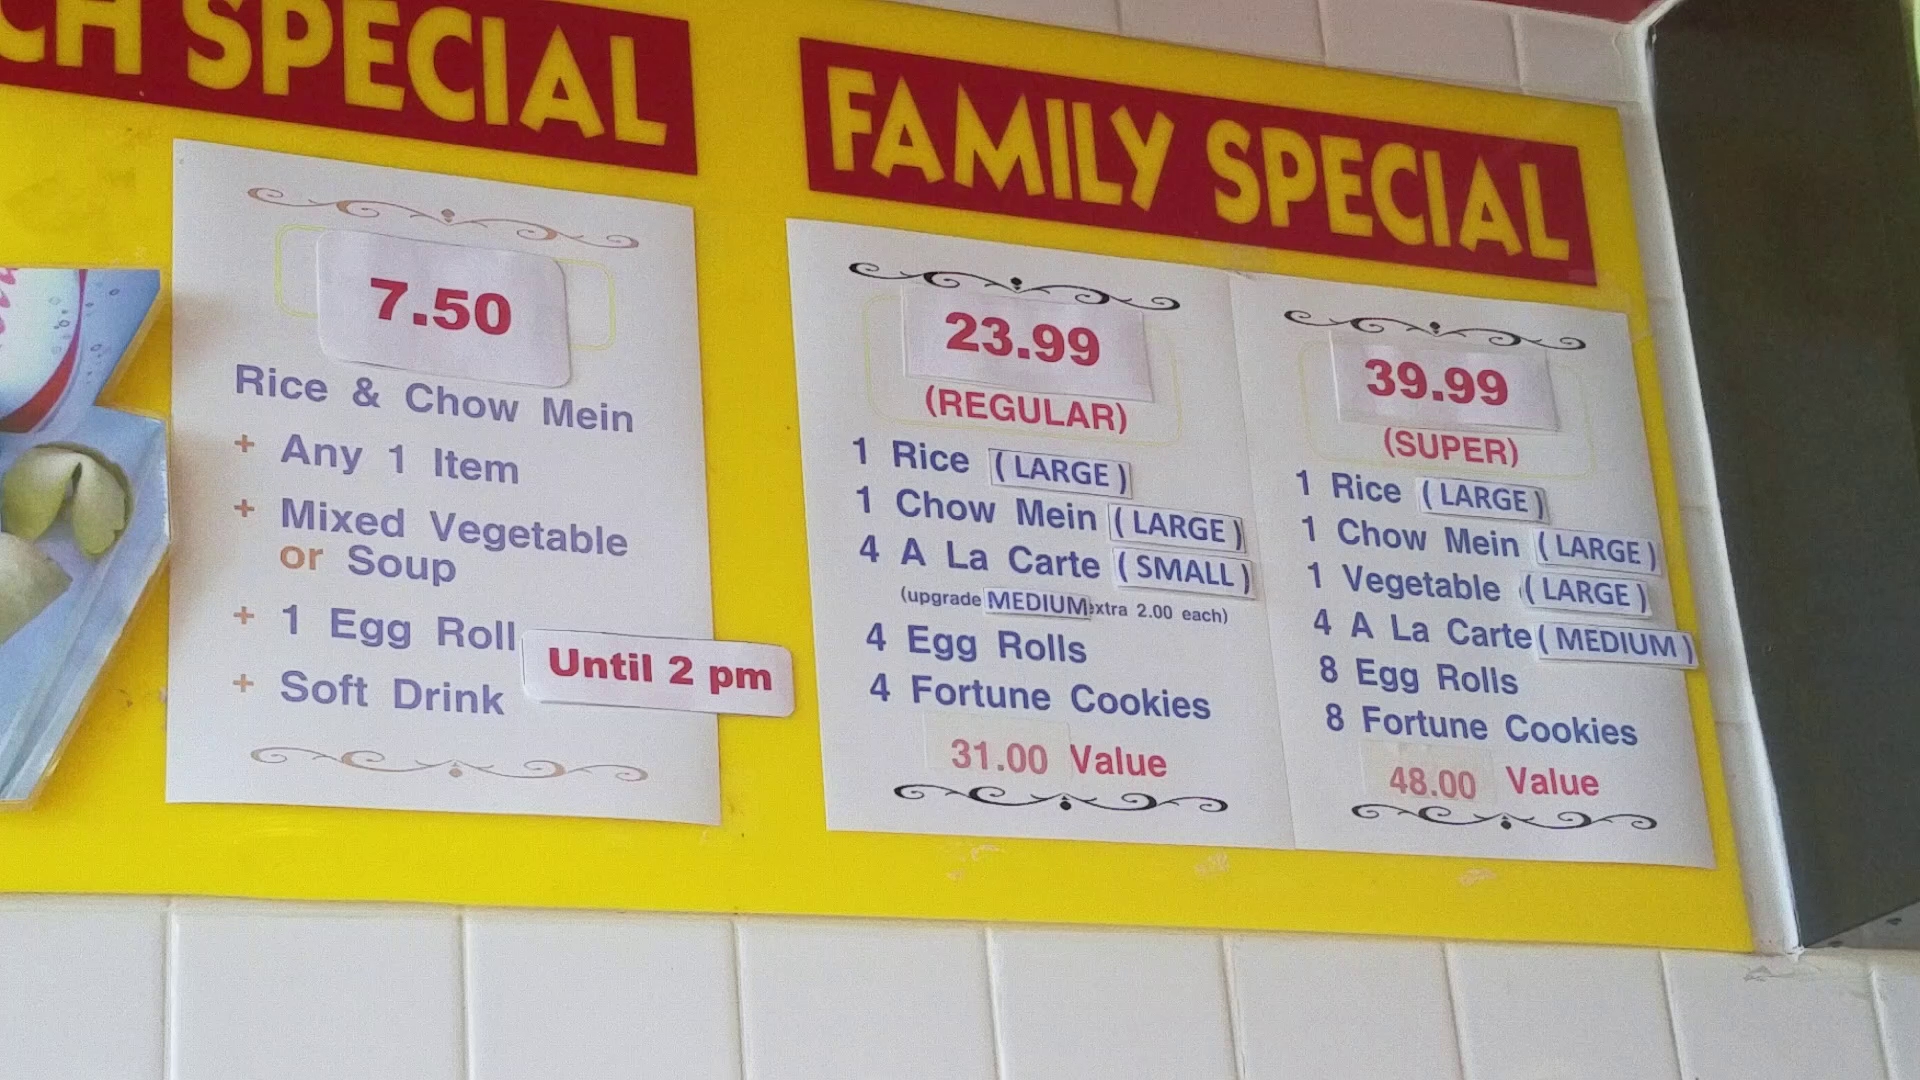 CH SPECIAL
7.50
Rice & Chow Mein
+ Any 1 Item
+ Mixed Vegetable
or Soup
+ 1 Egg Roll
+ Soft Drink
Until 2 pm
FAMILY SPECIAL
23.99
(REGULAR)
1 Rice (LARGE)
1 Chow Mein (LARGE)
4 A La Carte (SMALL)
(upgrade MEDIUM extra 2.00 each)
4 Egg Rolls
4 Fortune Cookies
31.00 Value
39.99
(SUPER)
1 Rice (LARGE)
1 Chow Mein (LARGE)
1 Vegetable (LARGE)
4 A La Carte (MEDIUM)
8 Egg Rolls
8 Fortune Cookies
48.00 Value